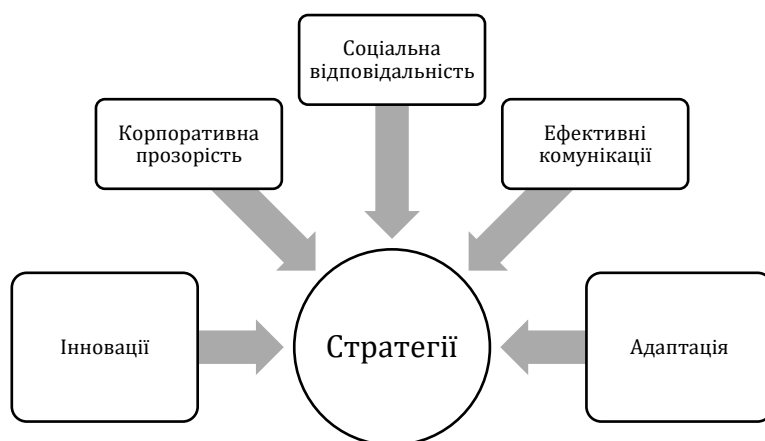 Соціальна
відповідальність
Корпоративна
прозорість
Ефективні
комунікації
Інновації
Стратегії
Адаптація